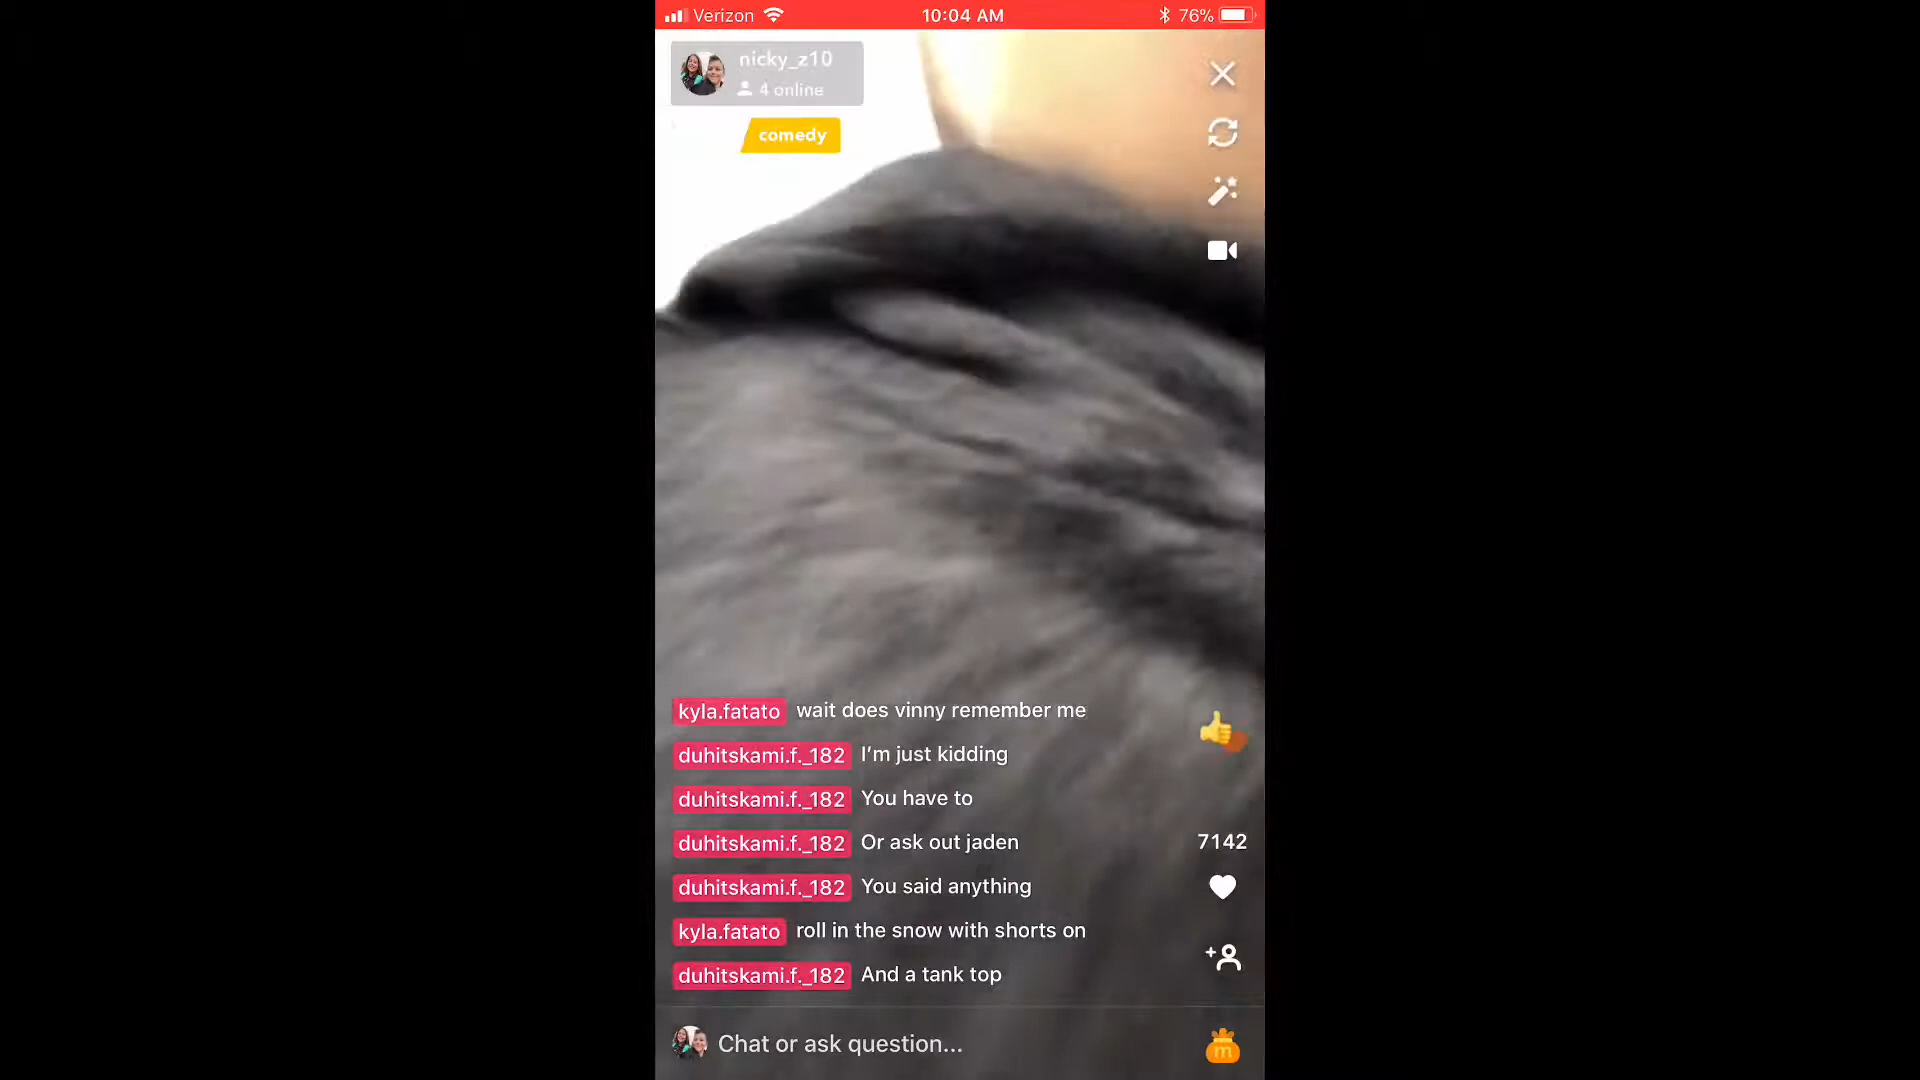 Verizon 10:04 AM 76%
nicky_z10
4 online
comedy
kyla.fatato wait does vinny remember me
duhitskami.f._182 I'm just kidding
duhitskami.f._182 You have to
duhitskami.f._182 Or ask out jaden
7142
duhitskami.f._182 You said anything
kyla.fatato roll in the snow with shorts on
duhitskami.f._182 And a tank top
Chat or ask question...
m